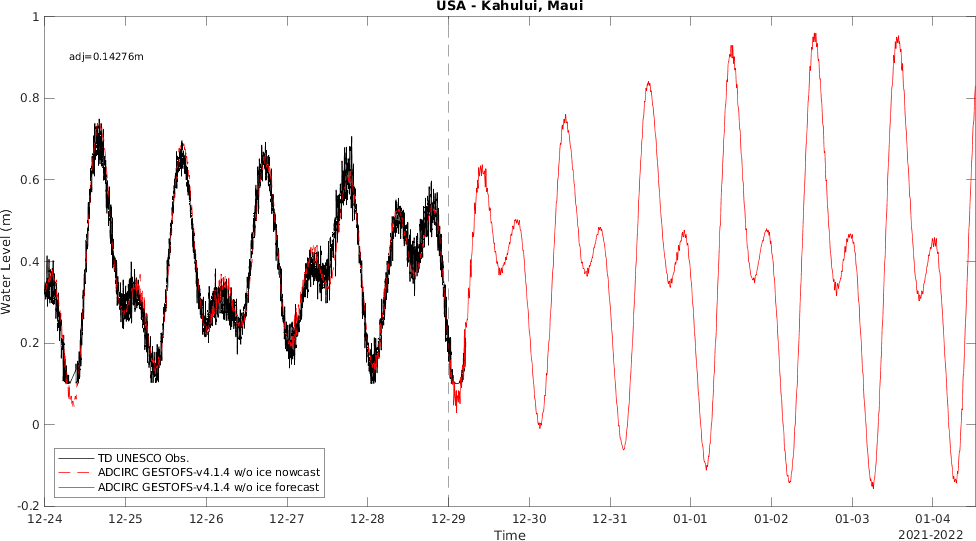 USA - Kahului, Maui
1
adj=0.14276m
0.8
0.6
0.4
0.2
0
-0.2
Water Level (m)
TD UNESCO Obs.
ADCIRC GESTOFS-v4.1.4 w/o ice nowcast
ADCIRC GESTOFS-v4.1.4 w/o ice forecast
12-24 12-25 12-26 12-27 12-28 12-29 12-30 12-31 01-01 01-02 01-03 01-04
Time
2021-2022